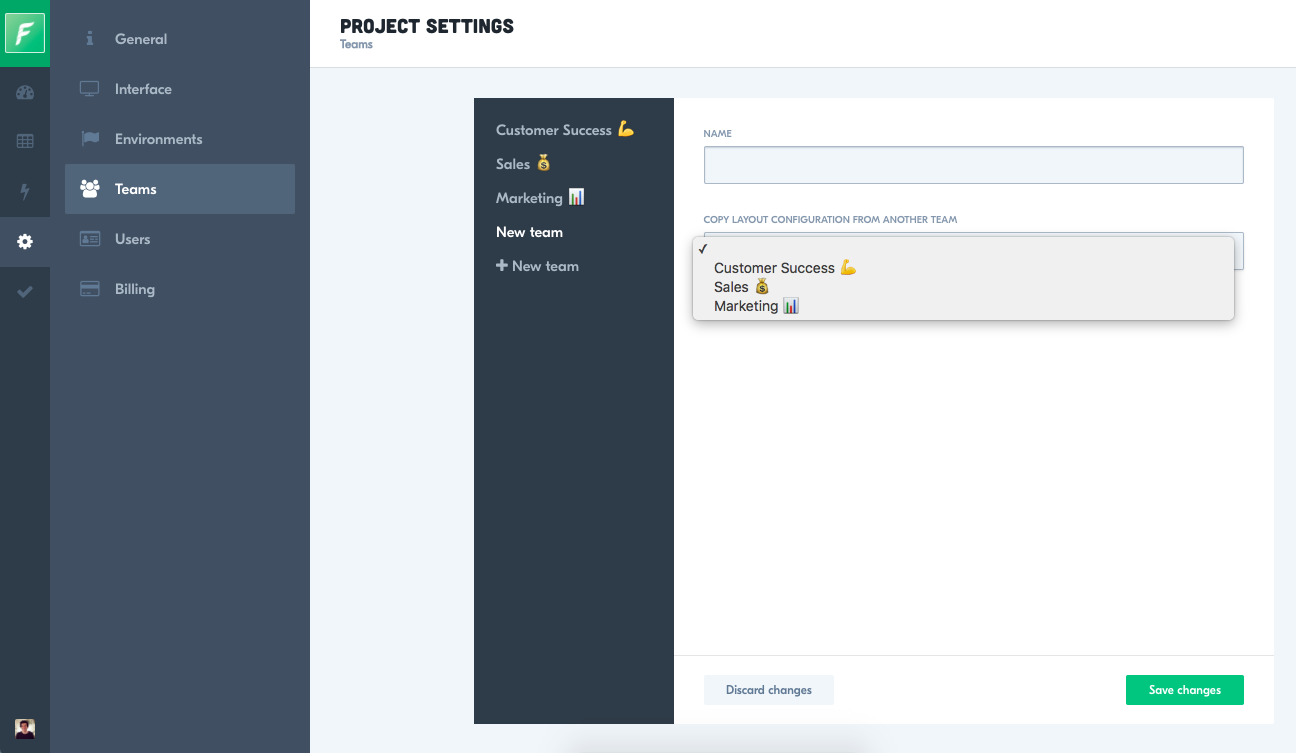 General
Interface
Environments
Teams
Users
Billing
PROJECT SETTINGS
Teams
Customer Success 💪
Sales 💰
Marketing 📊
New team
+ New team
NAME
COPY LAYOUT CONFIGURATION FROM ANOTHER TEAM
✓
Customer Success 💪
Sales 💰
Marketing 📊
Discard changes
Save changes